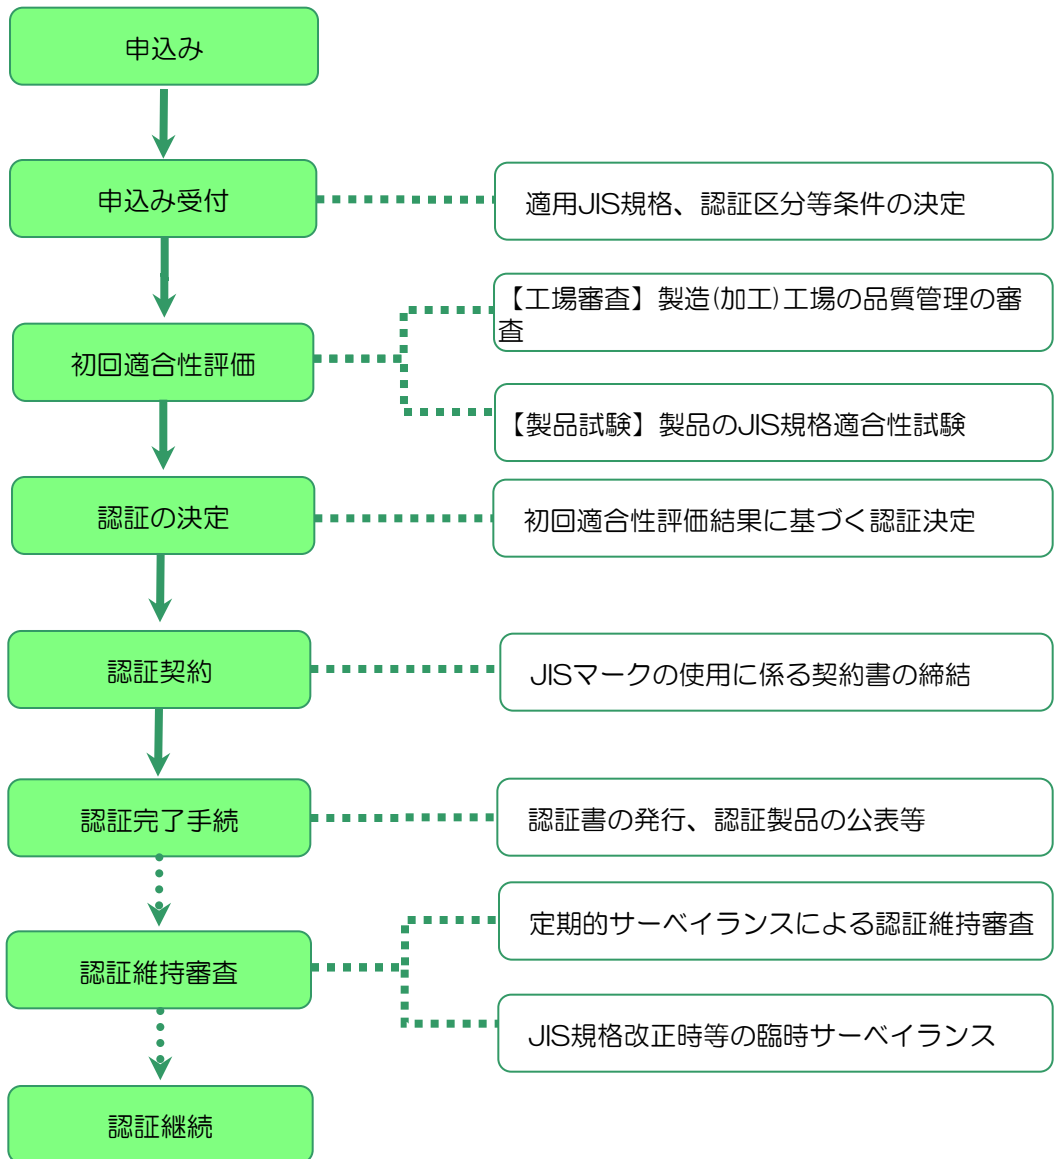 申込み
申込み受付
適用JIS規格、認証区分等条件の決定
初回適合性評価
【工場審査】製造(加工)工場の品質管理の審
査
【製品試験】製品のJIS規格適合性試験
認証の決定
初回適合性評価結果に基づく認証決定
認証契約
JISマークの使用に係る契約書の締結
認証完了手続
認証書の発行、認証製品の公表等
認証維持審査
定期的サーベイランスによる認証維持審査
JIS規格改正時等の臨時サーベイランス
認証継続